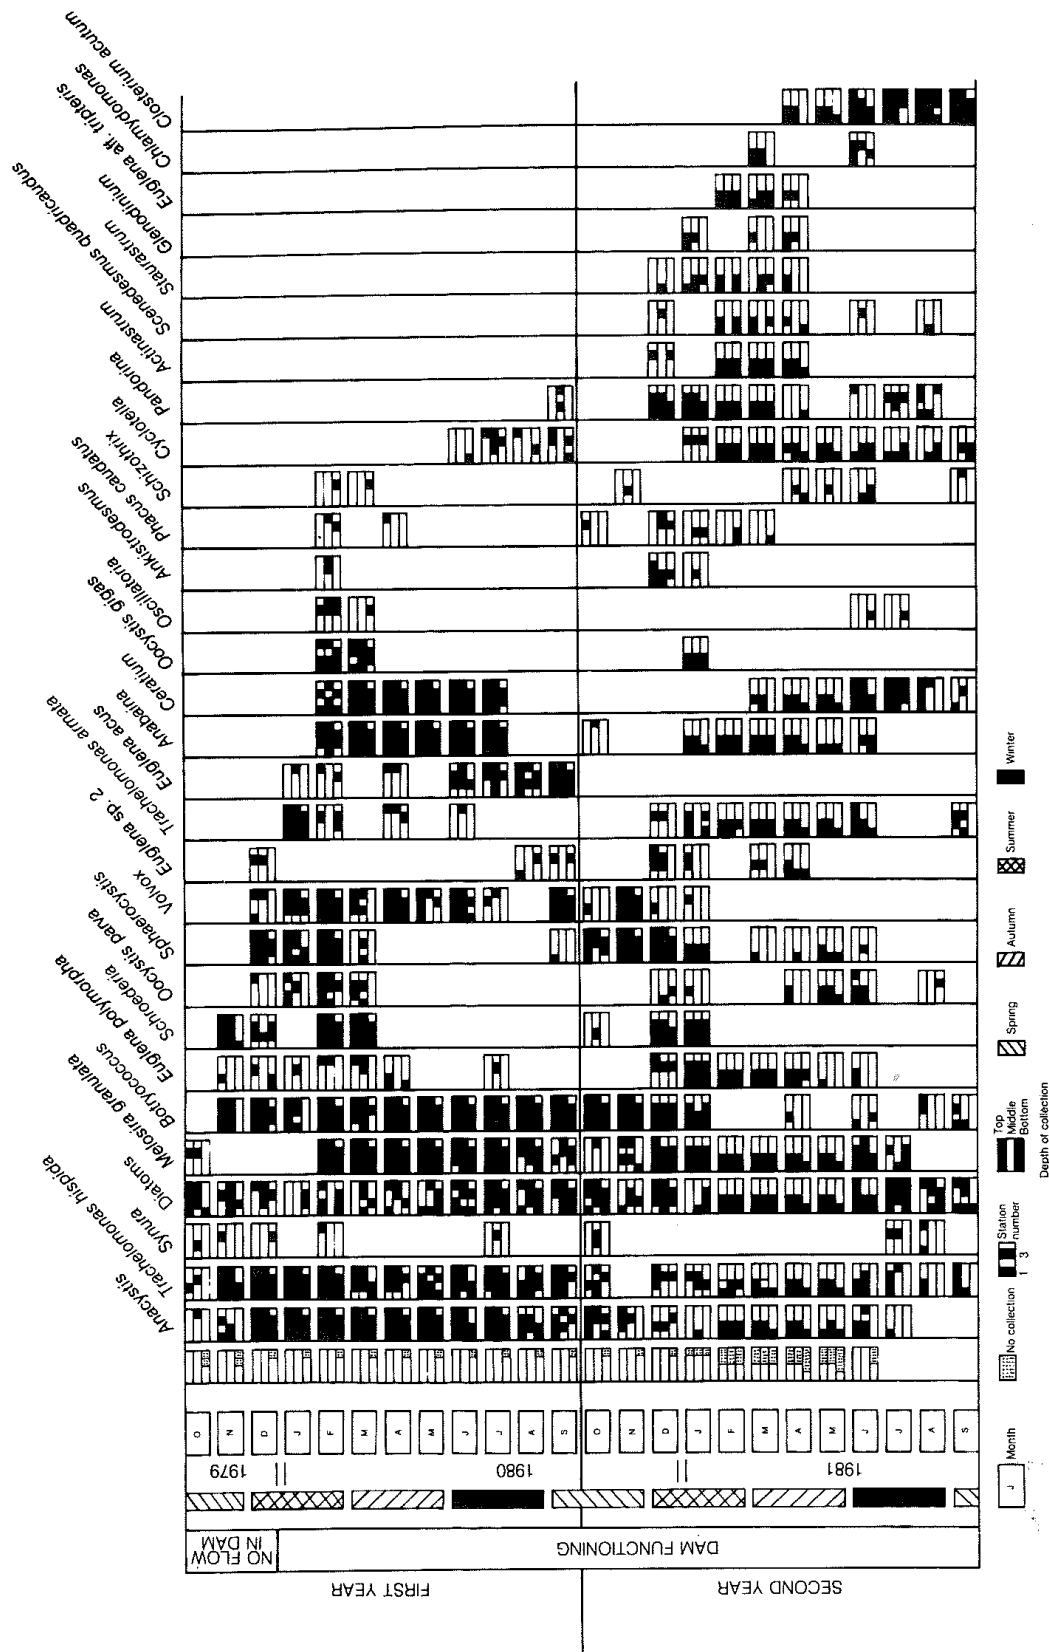 Closterium acutum
Chlamydomonas
Euglena aff. tripteris
Glenodinium
Staurastrum
Scenedesmus quadricaudus
Actinastrum
Pandorina
Cyclotella
Schizothrix
Phacus caudatus
Ankistrodesmus
Oscillatoria
Oocystis gigas
Ceratium
Anabaina
Euglena acus
Trachelomonas armata
Euglena sp. 2
Volvox
Sphaerocystis
Oocystis parva
Schroederia
Euglena polymorpha
Botryococcus
Melosira granulata
Diatoms
Synura
Trachelomonas hispida
Anacystis
O N D J F M A M J J A S O N D J F M A M J J A S
1979 1980 1981
NO FLOW
IN DAM
DAM FUNCTIONING
FIRST YEAR
SECOND YEAR
J Month
No collection
1 3 Station
number
Top
Middle
Bottom
Depth of collection
Spring
Autumn
Summer
Winter